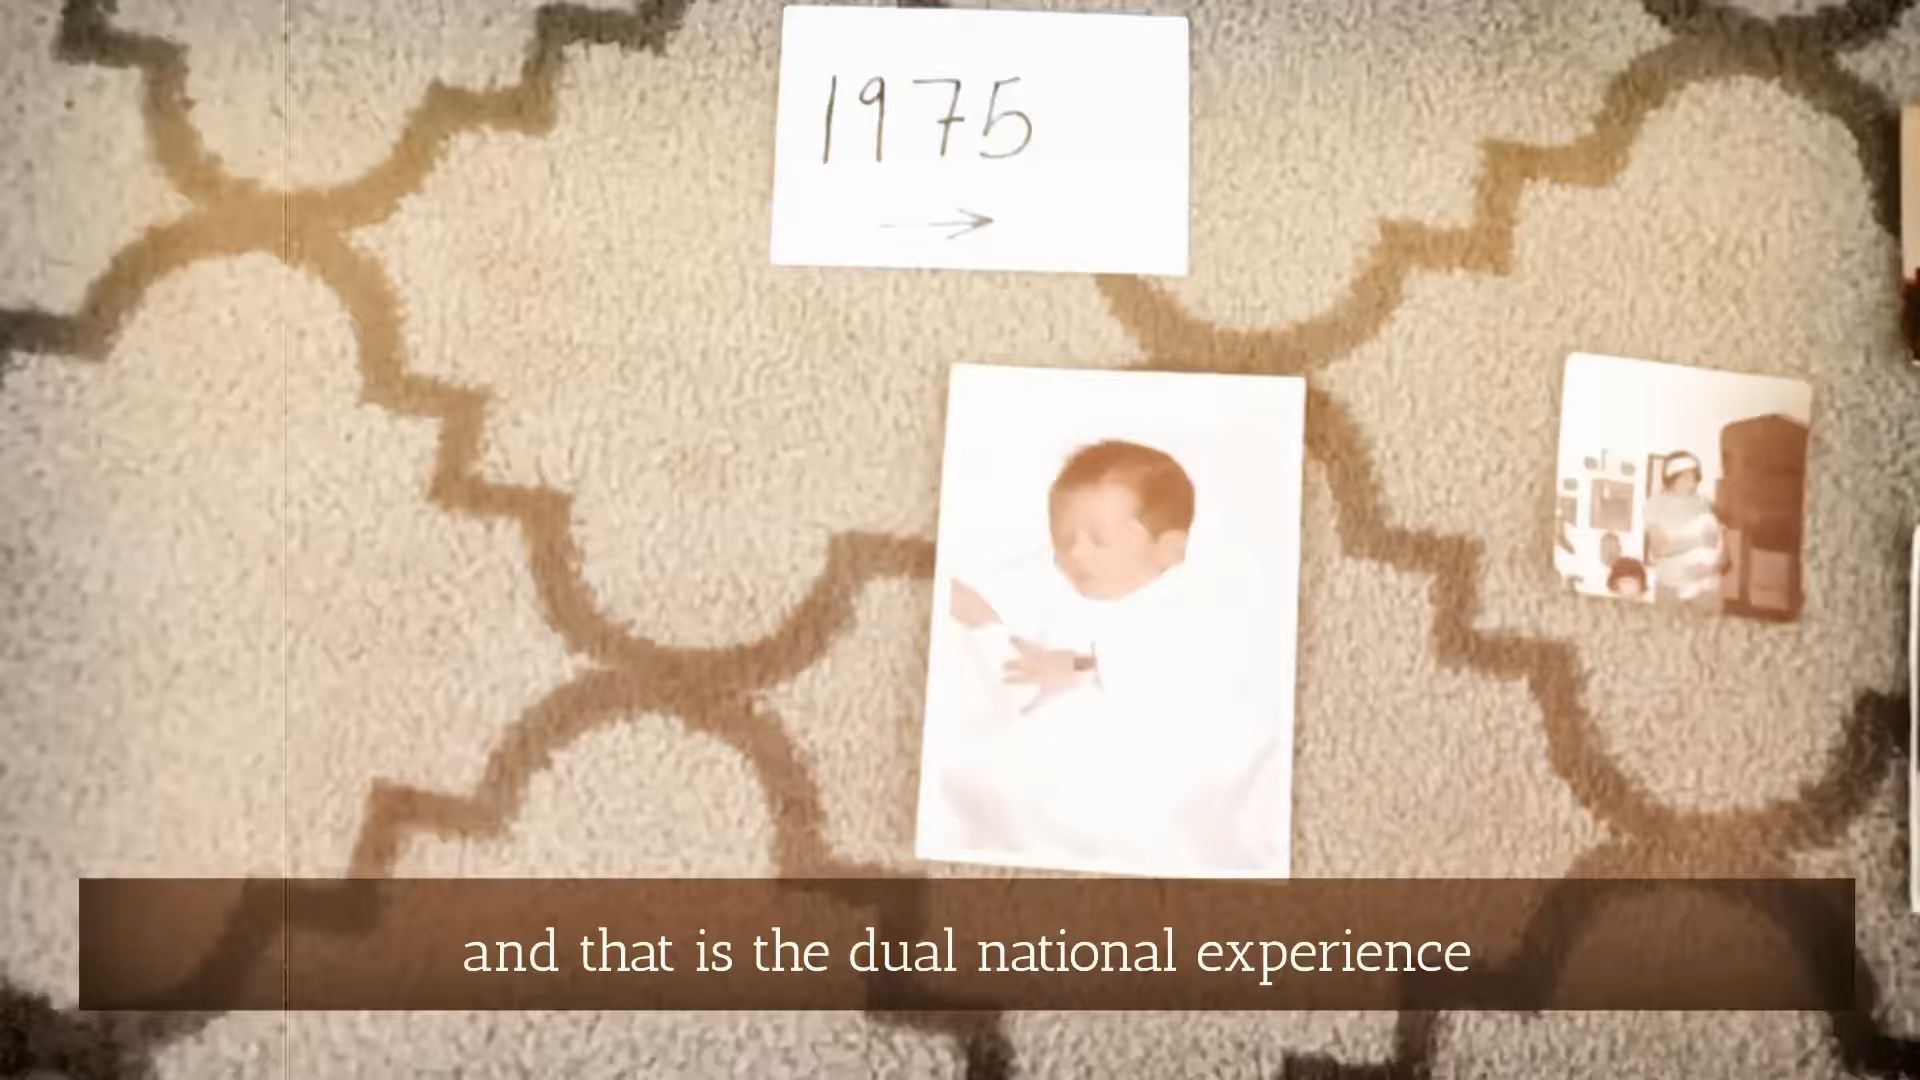 1975
→
and that is the dual national experience